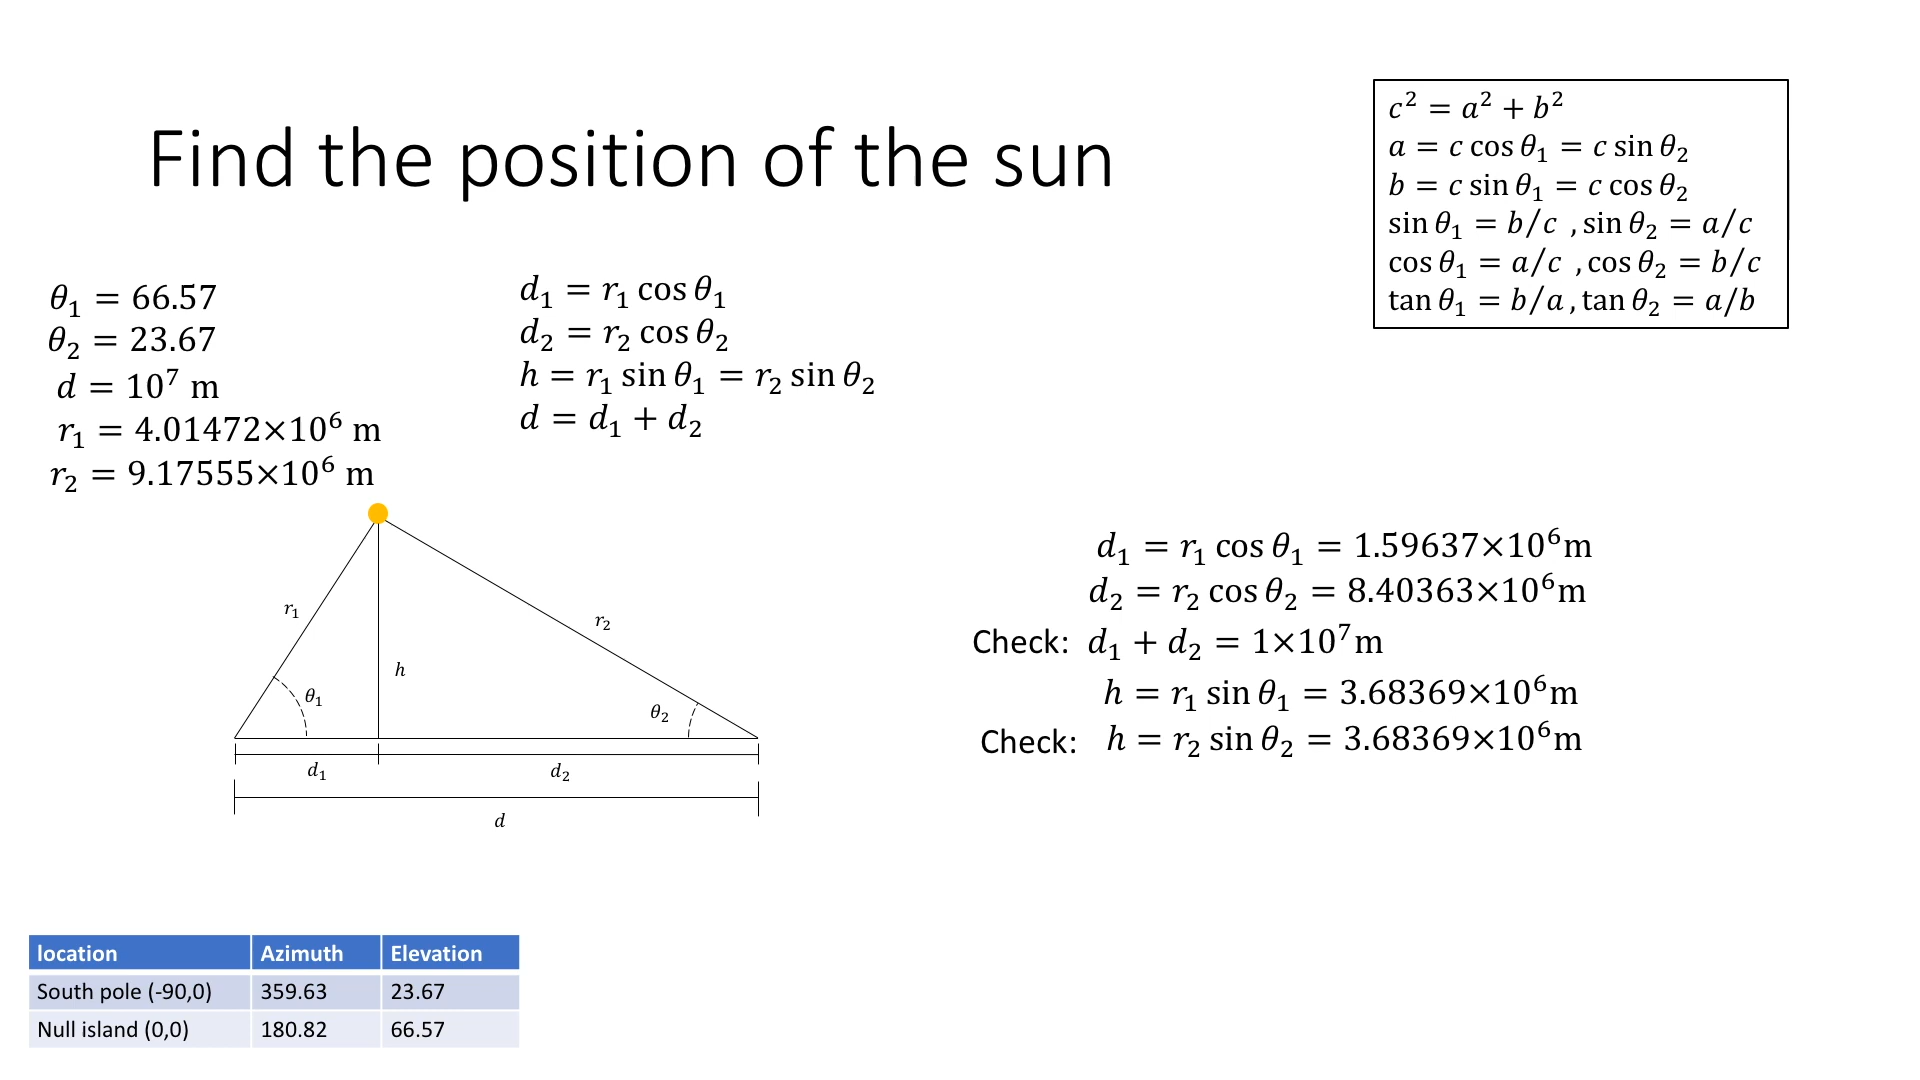 Find the position of the sun
c² = a² + b²
a = c cos θ₁ = c sin θ₂
b = c sin θ₁ = c cos θ₂
sin θ₁ = b/c , sin θ₂ = a/c
cos θ₁ = a/c , cos θ₂ = b/c
tan θ₁ = b/a , tan θ₂ = a/b
θ₁ = 66.57
θ₂ = 23.67
d = 10⁷ m
r₁ = 4.01472×10⁶ m
r₂ = 9.17555×10⁶ m
d₁ = r₁ cos θ₁
d₂ = r₂ cos θ₂
h = r₁ sin θ₁ = r₂ sin θ₂
d = d₁ + d₂
r₁
r₂
h
θ₁
θ₂
d₁
d₂
d
d₁ = r₁ cos θ₁ = 1.59637×10⁶m
d₂ = r₂ cos θ₂ = 8.40363×10⁶m
Check: d₁ + d₂ = 1×10⁷m
h = r₁ sin θ₁ = 3.68369×10⁶m
Check: h = r₂ sin θ₂ = 3.68369×10⁶m
location Azimuth Elevation
South pole (-90,0) 359.63 23.67
Null island (0,0) 180.82 66.57